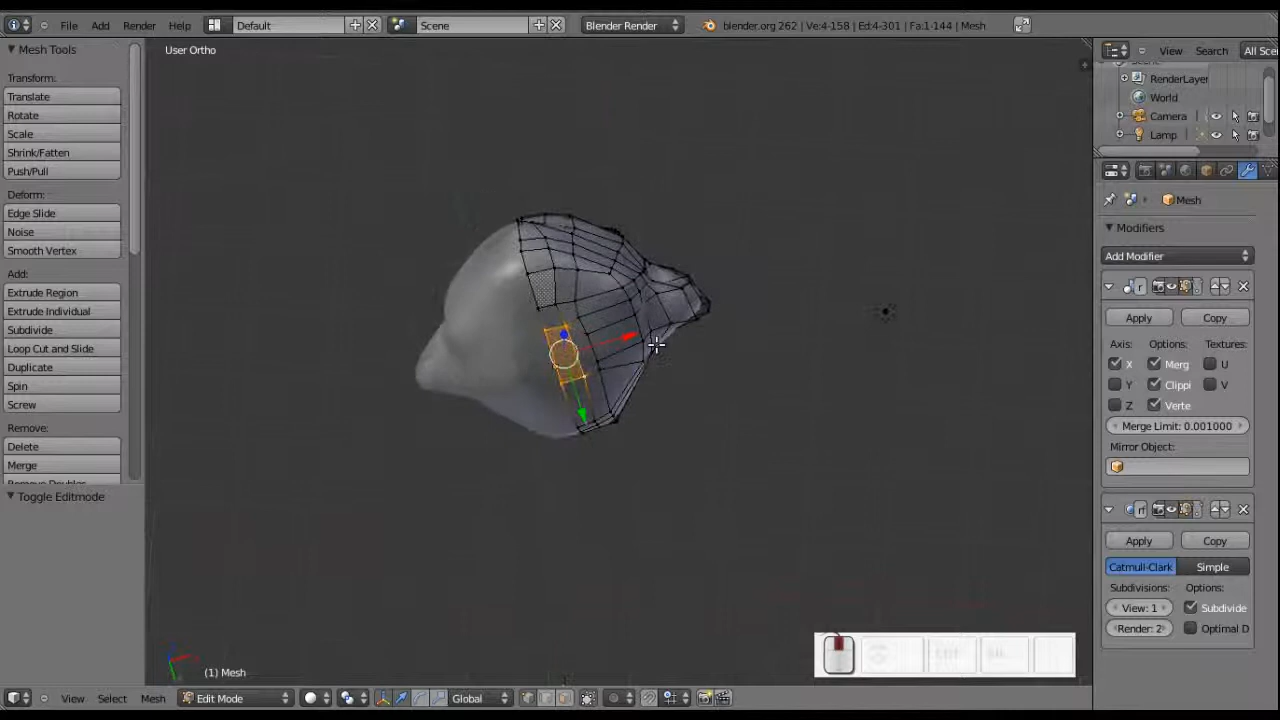 File Add Render Help Default Scene Blender Render blender.org 262 | Ve:4-158 | Ed:4-301 | Fa:1-144 | Mesh
User Ortho
Mesh Tools
Transform:
Translate
Rotate
Scale
Shrink/Fatten
Push/Pull
Deform:
Edge Slide
Noise
Smooth Vertex
Add:
Extrude Region
Extrude Individual
Subdivide
Loop Cut and Slide
Duplicate
Spin
Screw
Remove:
Delete
Merge
Toggle Editmode
View Search All Sce
RenderLayer
World
Camera
Lamp
Mesh
Modifiers
Add Modifier
Apply Copy
Axis: Options: Textures:
X Merg U
Y Clippi V
Z Verte
Merge Limit: 0.001000
Mirror Object:
Apply Copy
Catmull-Clark Simple
Subdivisions: Options:
View: 1 Subdivide
Render: 2 Optimal D
(1) Mesh
View Select Mesh Edit Mode Global